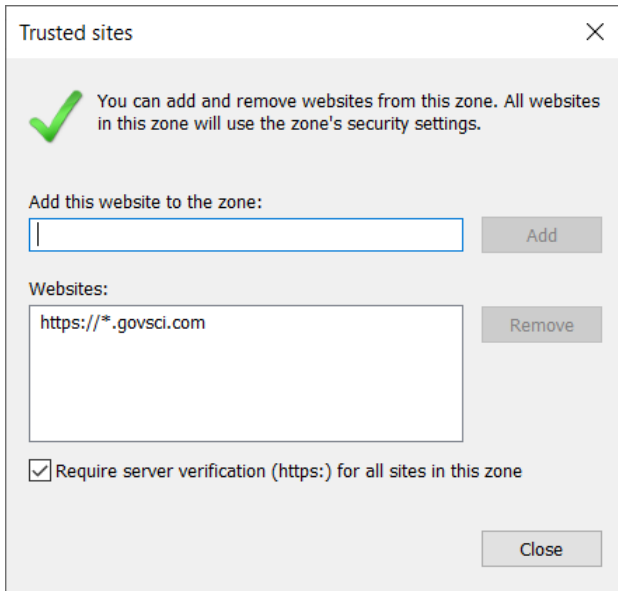 Trusted sites
You can add and remove websites from this zone. All websites
in this zone will use the zone's security settings.
Add this website to the zone:
Add
Websites:
https://*.govsci.com
Remove
Require server verification (https:) for all sites in this zone
Close